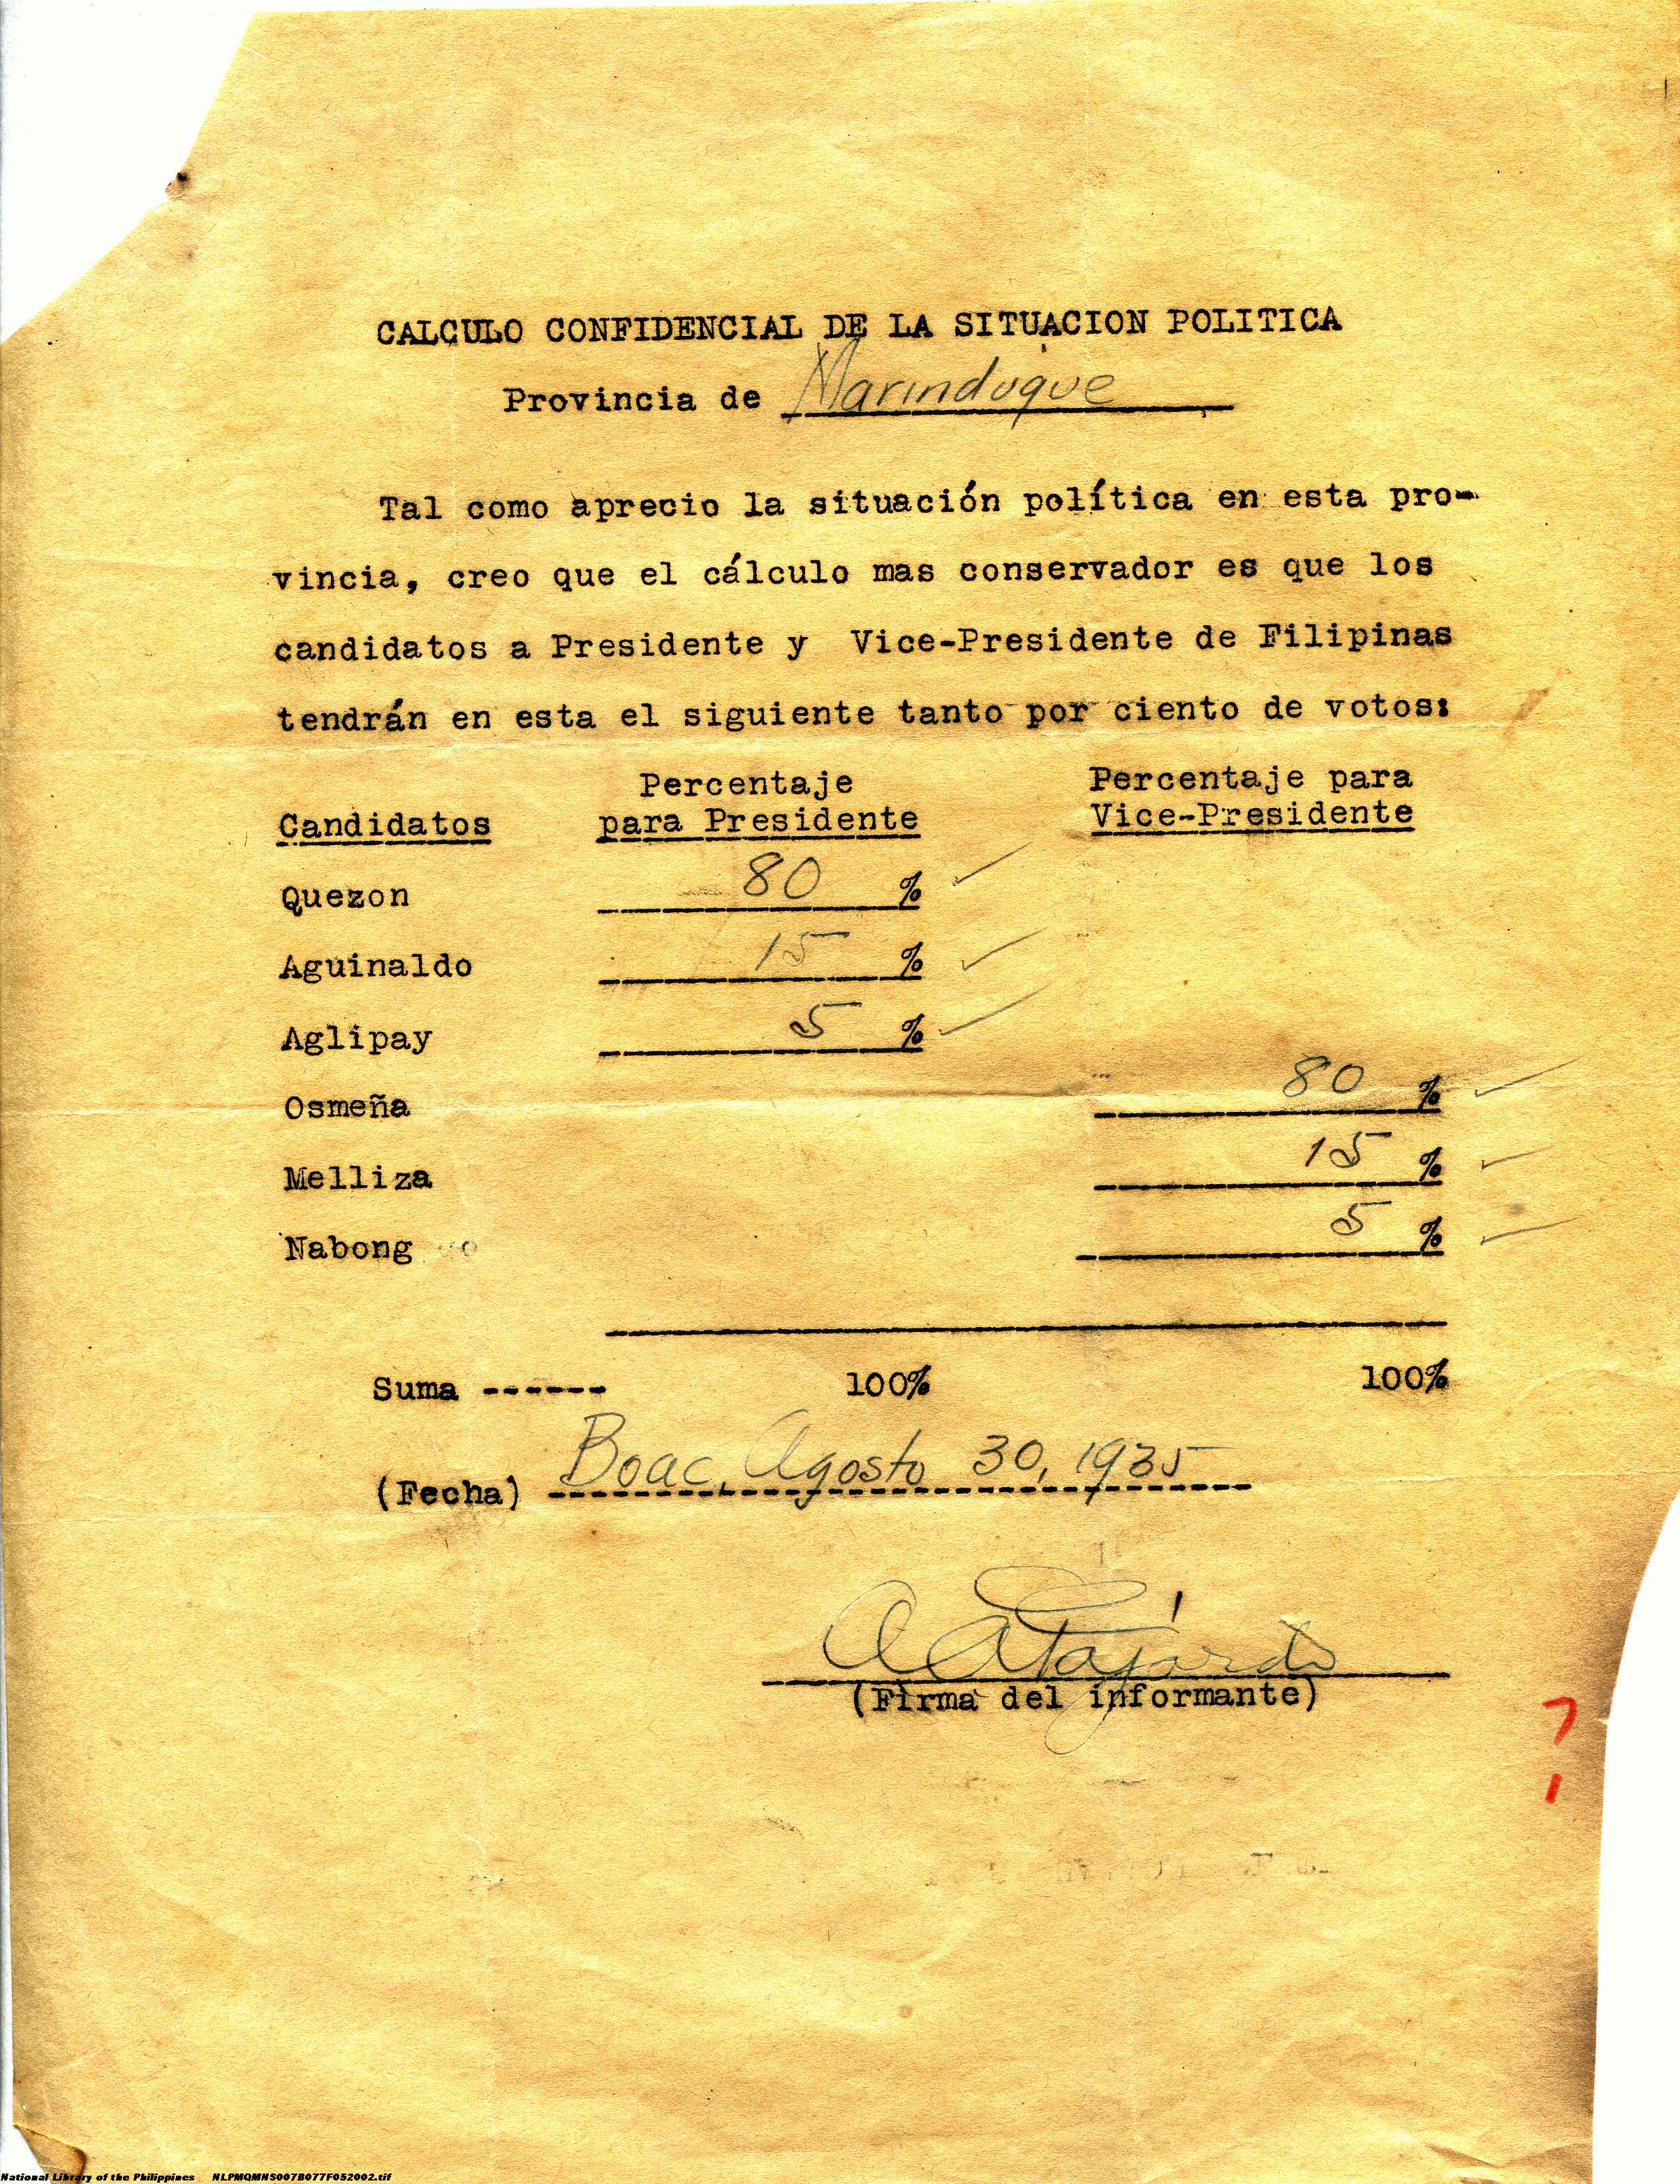 CALCULO CONFIDENCIAL DE LA SITUACION POLITICA
Provincia de Marinduque
Tal como aprecio la situación política en esta pro-
vincia, creo que el cálculo mas conservador es que los
candidatos a Presidente y Vice-Presidente de Filipinas
tendrán en esta el siguiente tanto por ciento de votos:
Percentaje Percentaje para
Candidatos para Presidente Vice-Presidente
Quezon 80 %
Aguinaldo 15 %
Aglipay 5 %
Osmeña 80 %
Melliza 15 %
Nabong 5 %
Suma ------ 100% 100%
(Fecha) Boac, Agosto 30, 1935
(Firma del informante)
7
1
National Library of the Philippines NLPMQMNS007B077F052002.tif